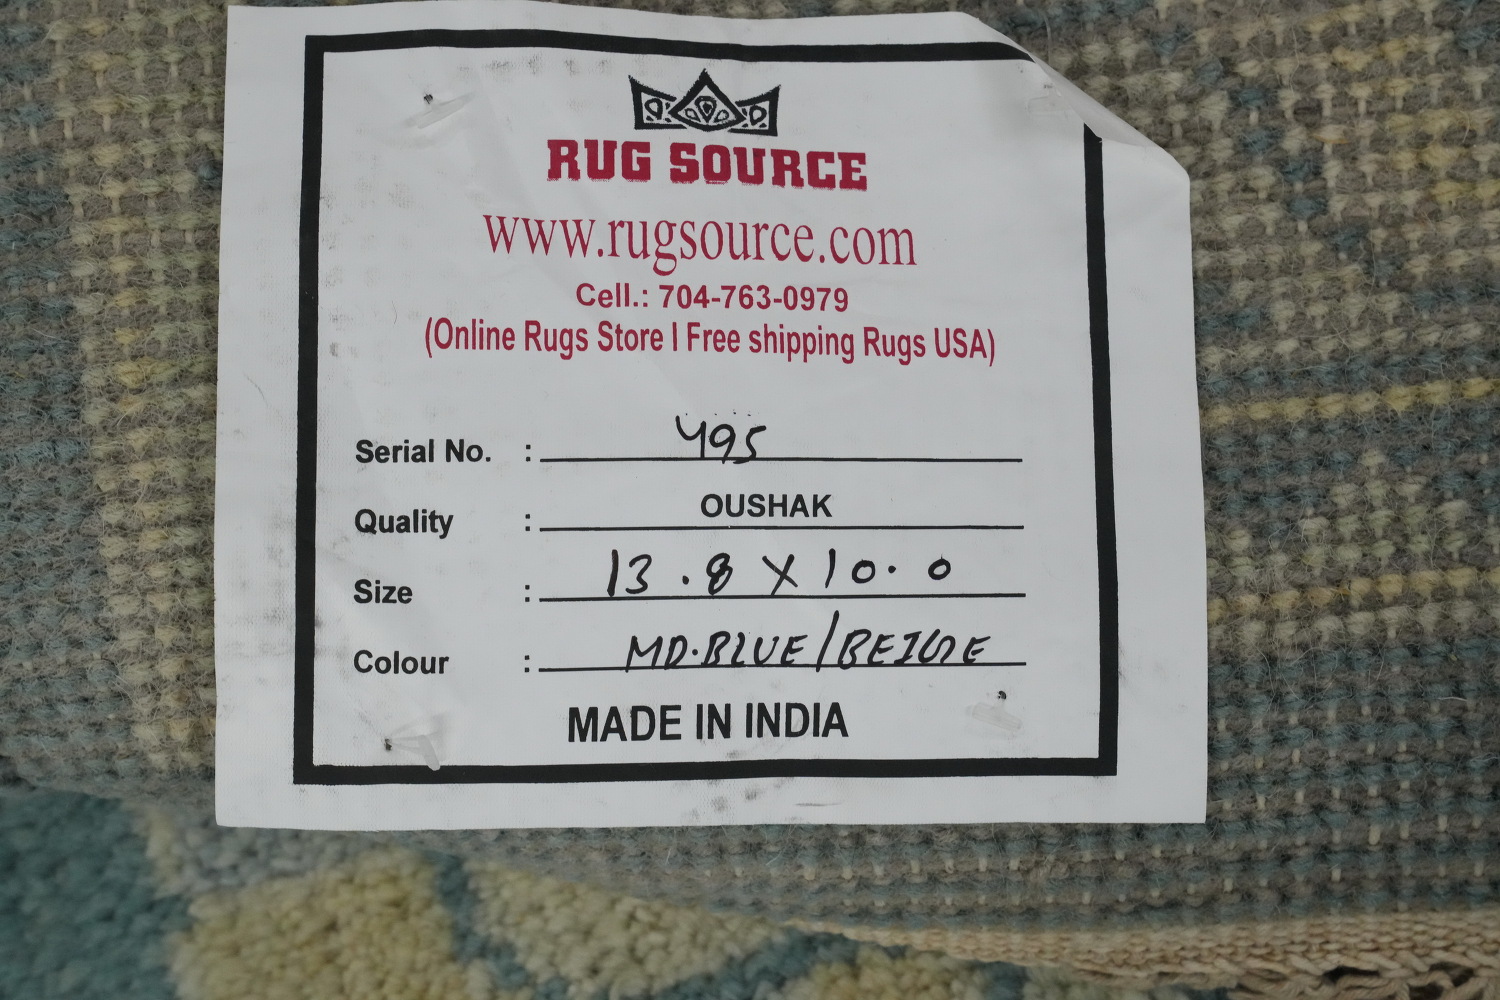 RUG SOURCE
www.rugsource.com
Cell.: 704-763-0979
(Online Rugs Store I Free shipping Rugs USA)
Serial No. : 495
Quality : OUSHAK
Size : 13.8 X 10.0
Colour : MD.BLUE/BEIGE
MADE IN INDIA